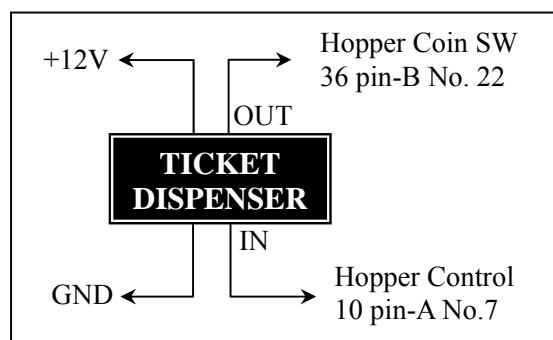 +12V
Hopper Coin SW
36 pin-B No. 22
OUT
TICKET
DISPENSER
IN
GND
Hopper Control
10 pin-A No.7